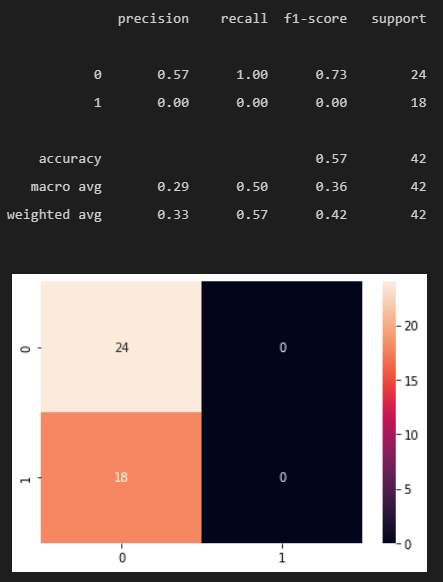 precision recall f1-score support
0 0.57 1.00 0.73 24
1 0.00 0.00 0.00 18
accuracy 0.57 42
macro avg 0.29 0.50 0.36 42
weighted avg 0.33 0.57 0.42 42
0 24 0
1 18 0
0 1
20
15
10
5
0